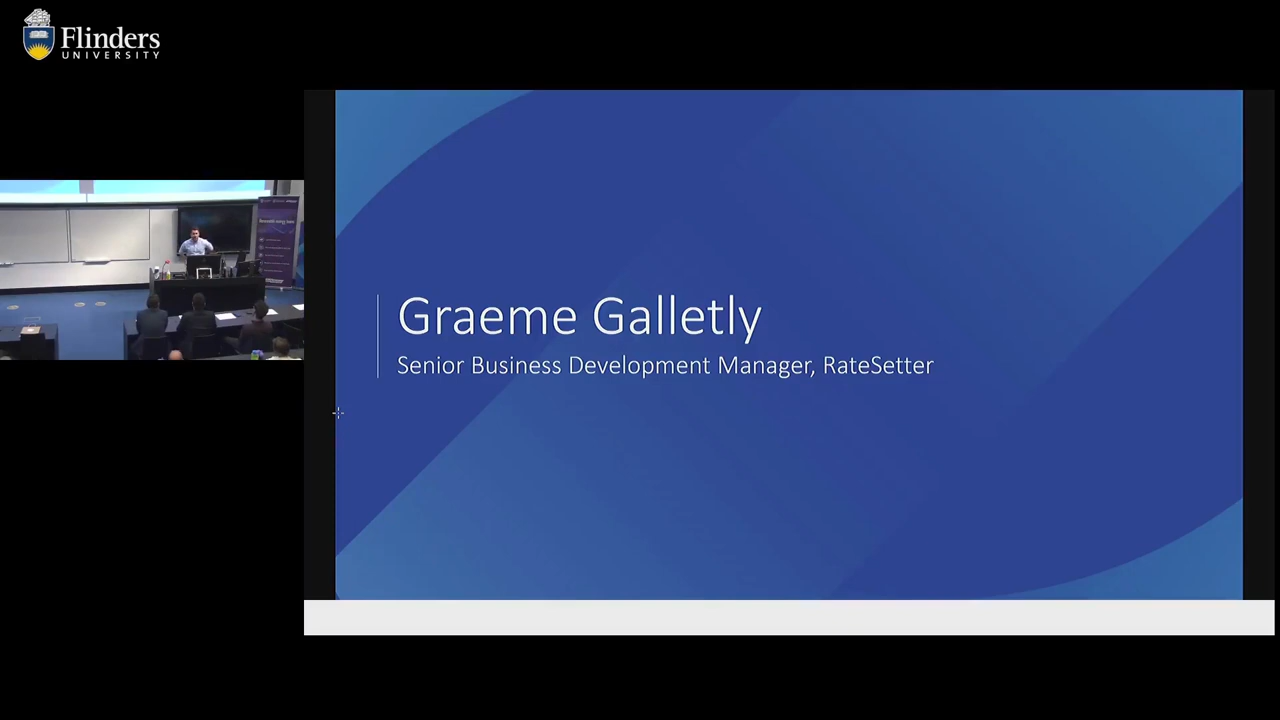 Flinders
UNIVERSITY
Graeme Galletly
Senior Business Development Manager, RateSetter